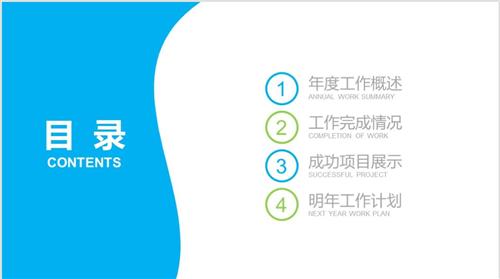 目 录
CONTENTS
1
年度工作概述
ANNUAL WORK SUMMARY
2
工作完成情况
COMPLETION OF WORK
3
成功项目展示
SUCCESSFUL PROJECT
4
明年工作计划
NEXT YEAR WORK PLAN